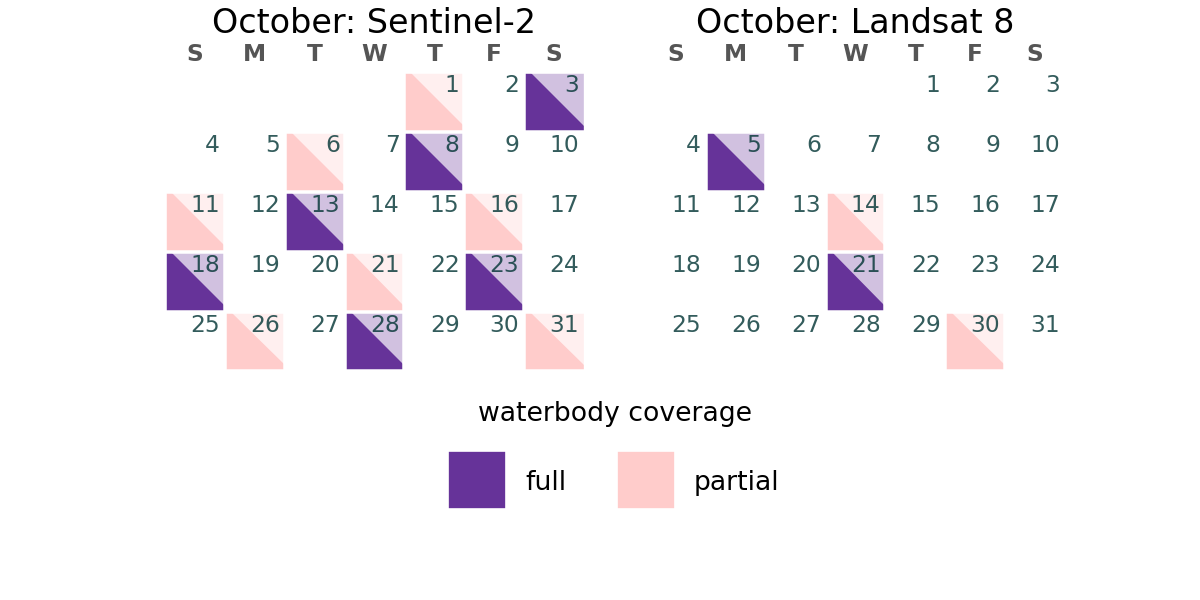 October: Sentinel-2
S M T W T F S
1 2 3
4 5 6 7 8 9 10
11 12 13 14 15 16 17
18 19 20 21 22 23 24
25 26 27 28 29 30 31
October: Landsat 8
S M T W T F S
1 2 3
4 5 6 7 8 9 10
11 12 13 14 15 16 17
18 19 20 21 22 23 24
25 26 27 28 29 30 31
waterbody coverage
full partial